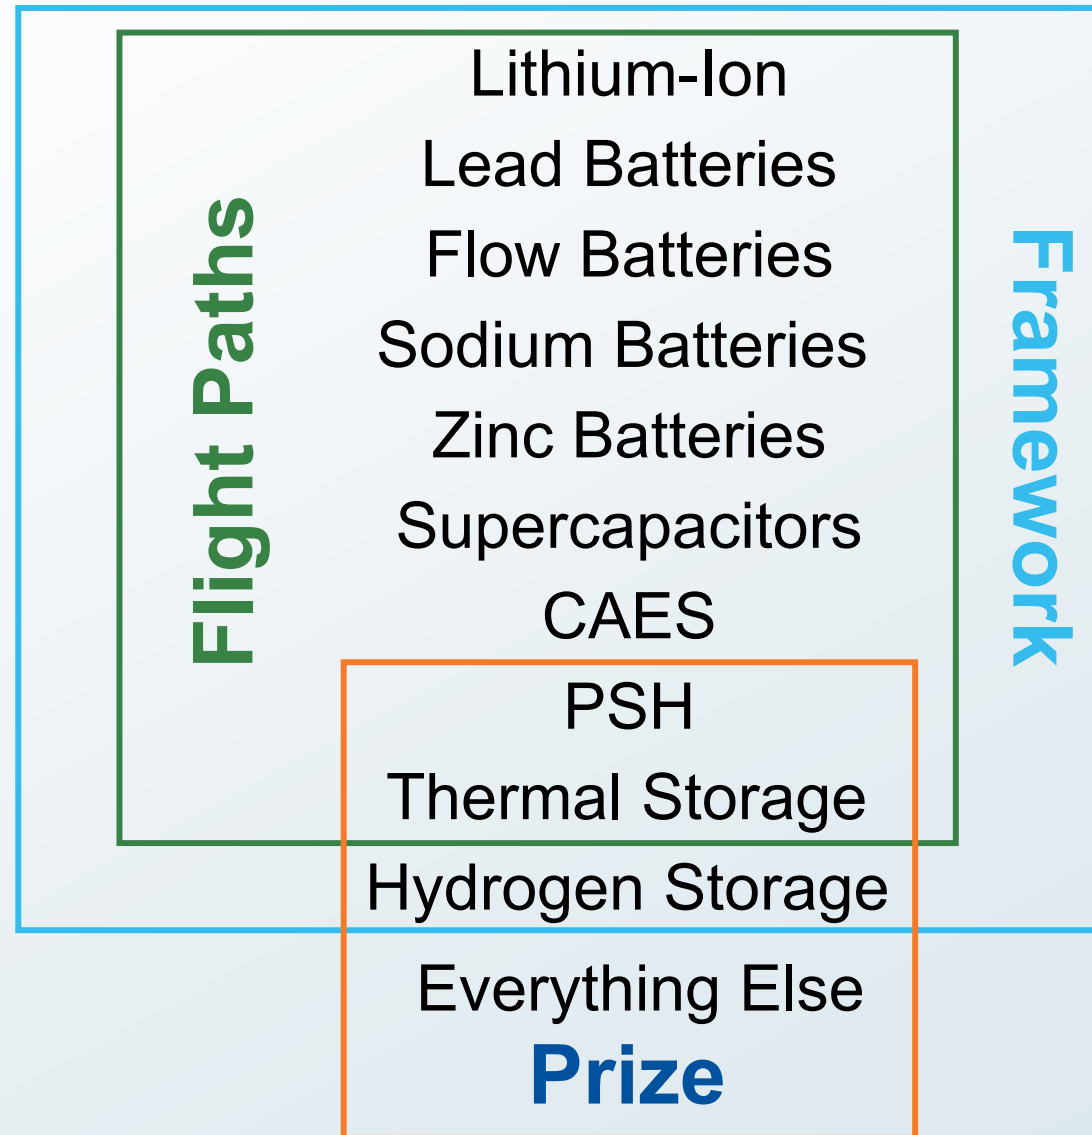 Flight Paths
Lithium-Ion
Lead Batteries
Flow Batteries
Sodium Batteries
Zinc Batteries
Supercapacitors
CAES
PSH
Thermal Storage
Hydrogen Storage
Everything Else
Prize
Framework